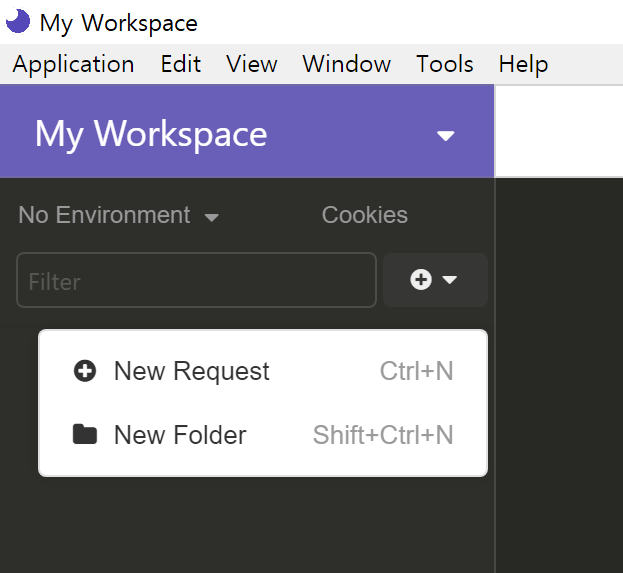 My Workspace
Application Edit View Window Tools Help
My Workspace
No Environment Cookies
Filter
New Request Ctrl+N
New Folder Shift+Ctrl+N